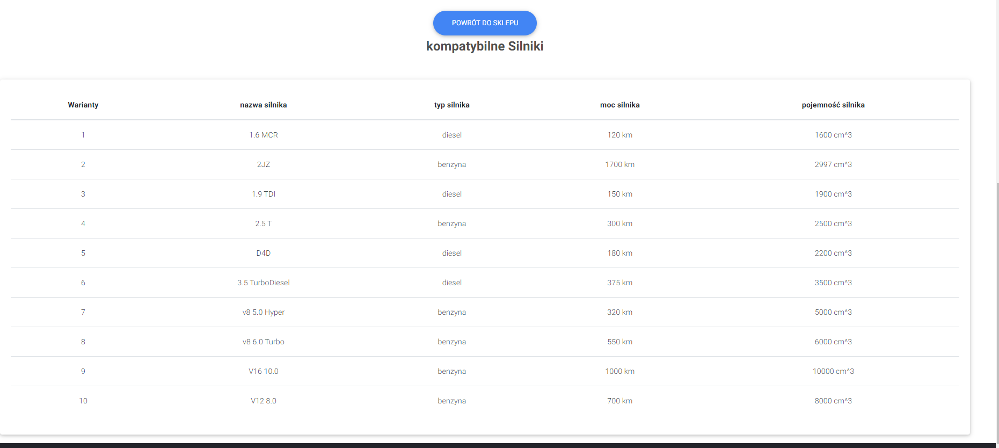 POWRÓT DO SKLEPU
kompatybilne Silniki
Warianty nazwa silnika typ silnika moc silnika pojemność silnika
1 1.6 MCR diesel 120 km 1600 cm^3
2 2JZ benzyna 1700 km 2997 cm^3
3 1.9 TDI diesel 150 km 1900 cm^3
4 2.5 T benzyna 300 km 2500 cm^3
5 D4D diesel 180 km 2200 cm^3
6 3.5 TurboDiesel diesel 375 km 3500 cm^3
7 v8 5.0 Hyper benzyna 320 km 5000 cm^3
8 v8 6.0 Turbo benzyna 550 km 6000 cm^3
9 V16 10.0 benzyna 1000 km 10000 cm^3
10 V12 8.0 benzyna 700 km 8000 cm^3